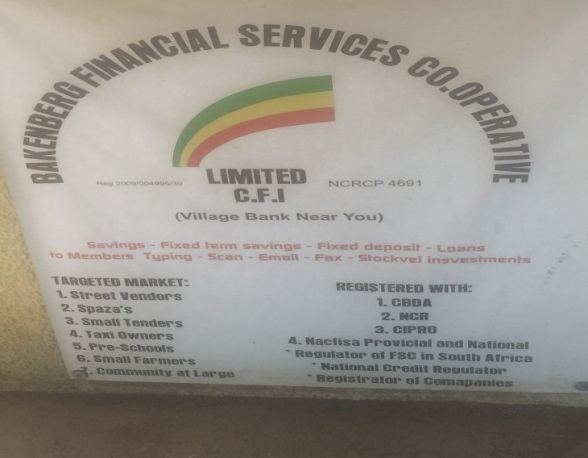 BAKENBERG FINANCIAL SERVICES CO.OPERATIVE
LIMITED
C.F.I
Reg 2009/004995/39
NCRCP 4691
(Village Bank Near You)
Savings - Fixed term savings - Fixed deposit - Loans
to Members Typing - Scan - Email - Fax - Stockvel insvestments
TARGETED MARKET:
1. Street Vendors
2. Spaza's
3. Small Tenders
4. Taxi Owners
5. Pre-Schools
6. Small Farmers
7. Community at Large
REGISTERED WITH:
1. CBDA
2. NCR
3. CIPRO
4. Nacfisa Provicial and National
* Regulator of FSC in South Africa
* National Credit Regulator
* Registrator of Comapanies